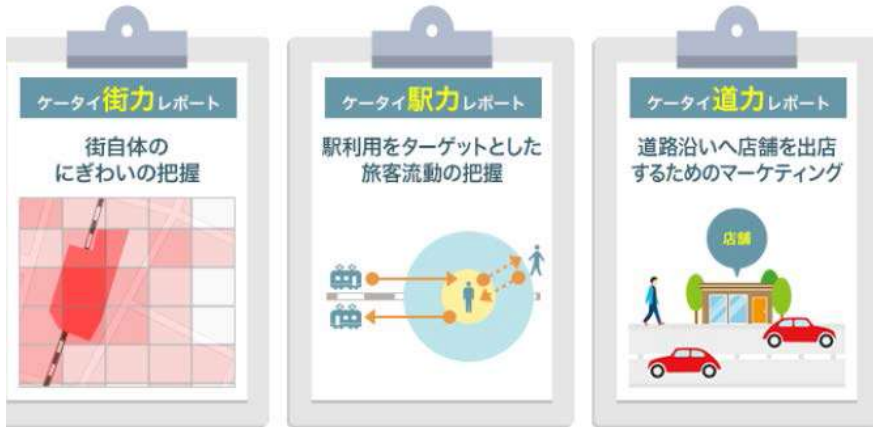 ケータイ街力レポート
街自体の
にぎわいの把握
ケータイ駅力レポート
駅利用をターゲットとした
旅客流動の把握
ケータイ道力レポート
道路沿いへ店舗を出店
するためのマーケティング
店舗